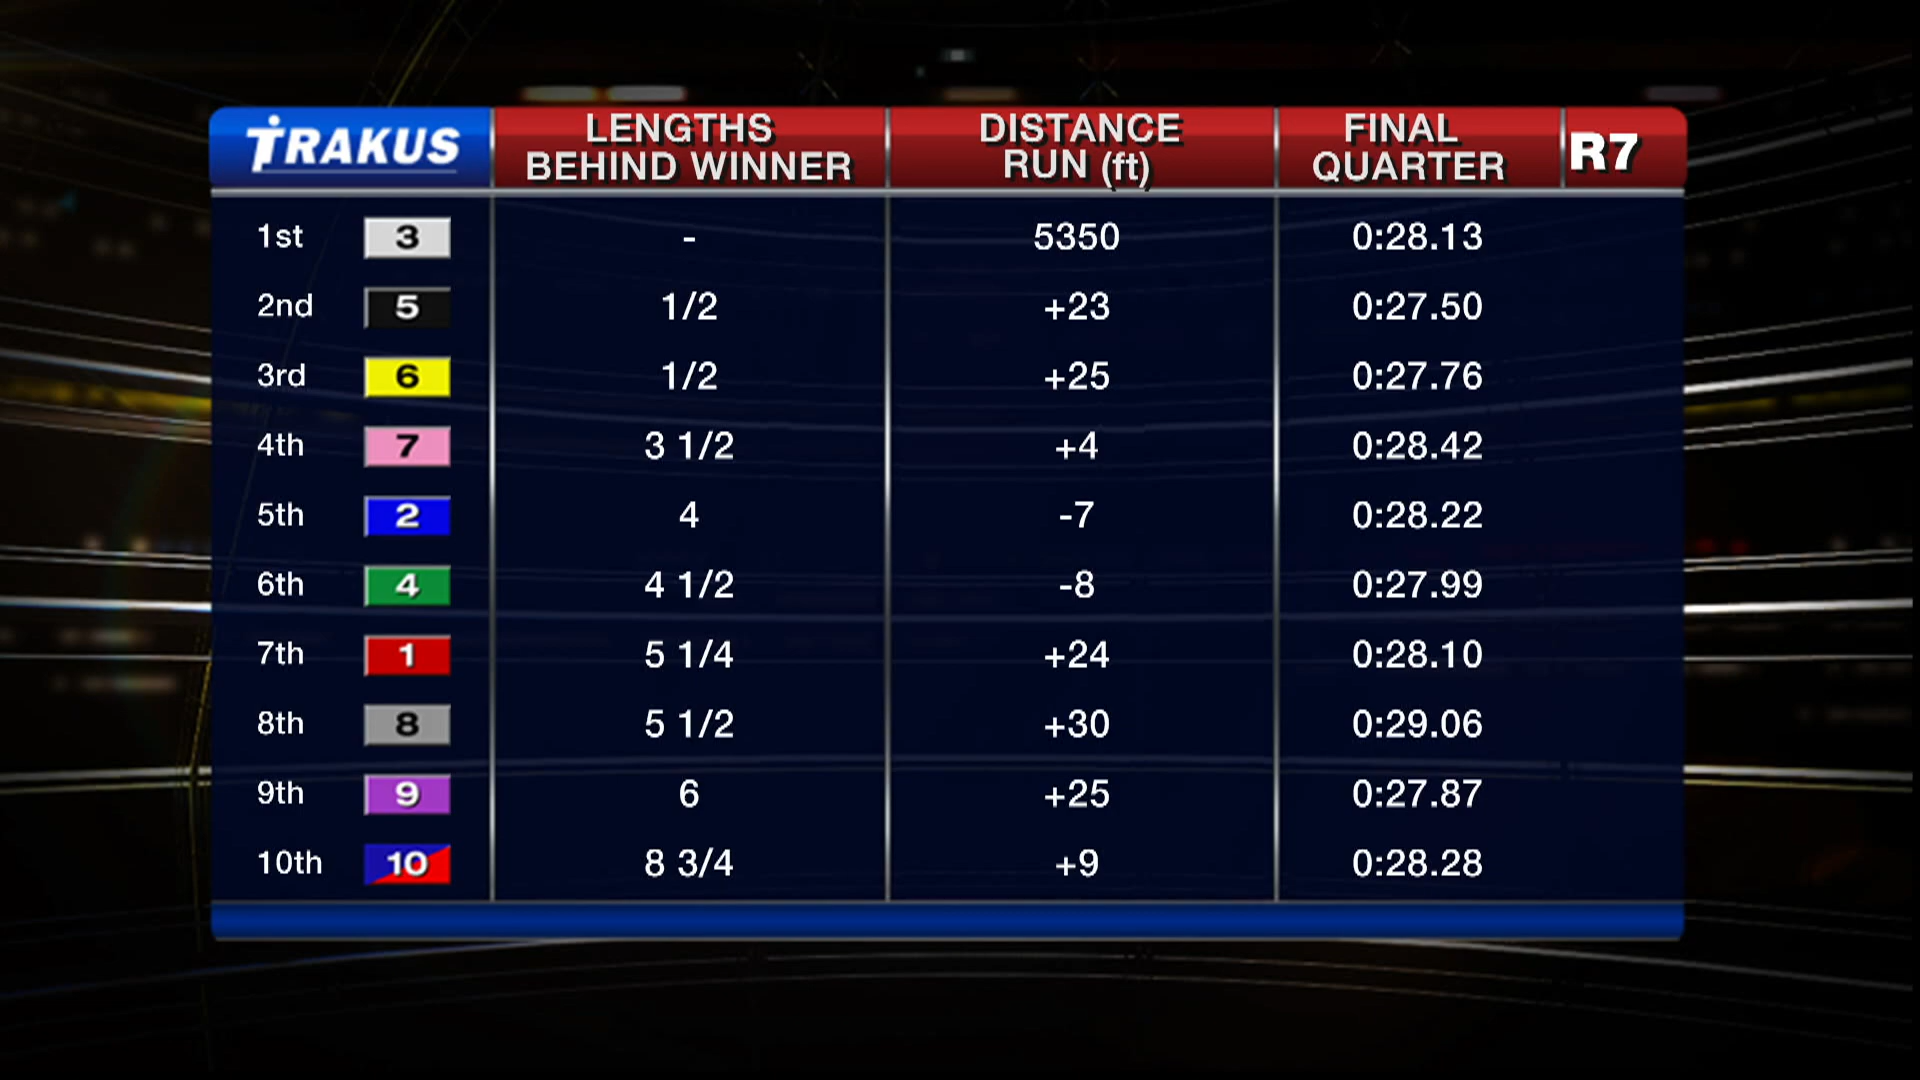 TRAKUS LENGTHS BEHIND WINNER DISTANCE RUN (ft) FINAL QUARTER R7
1st 3 - 5350 0:28.13
2nd 5 1/2 +23 0:27.50
3rd 6 1/2 +25 0:27.76
4th 7 3 1/2 +4 0:28.42
5th 2 4 -7 0:28.22
6th 4 4 1/2 -8 0:27.99
7th 1 5 1/4 +24 0:28.10
8th 8 5 1/2 +30 0:29.06
9th 9 6 +25 0:27.87
10th 10 8 3/4 +9 0:28.28